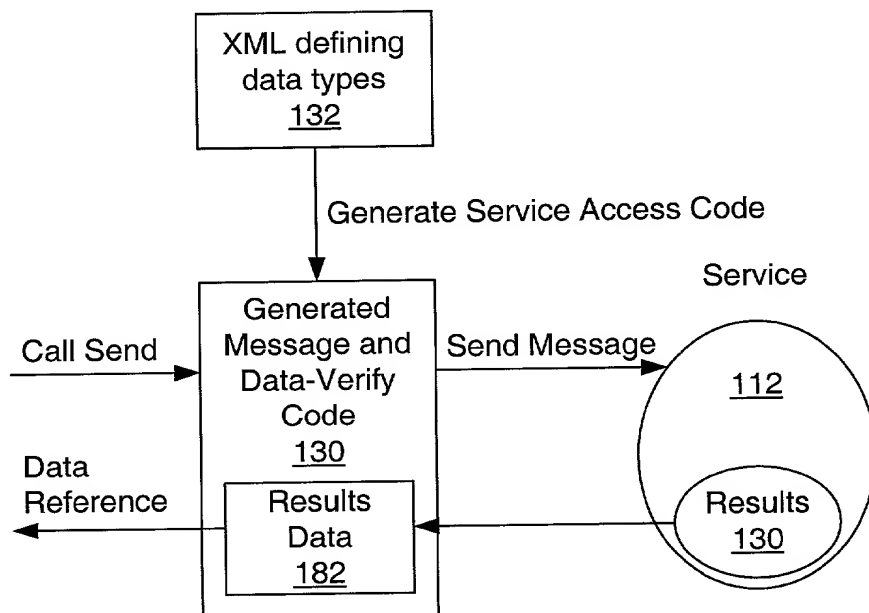 XML defining
data types
132
Generate Service Access Code
Service
Generated
Message and
Data-Verify
Code
130
Call Send
Send Message
112
Data
Reference
Results
Data
182
Results
130